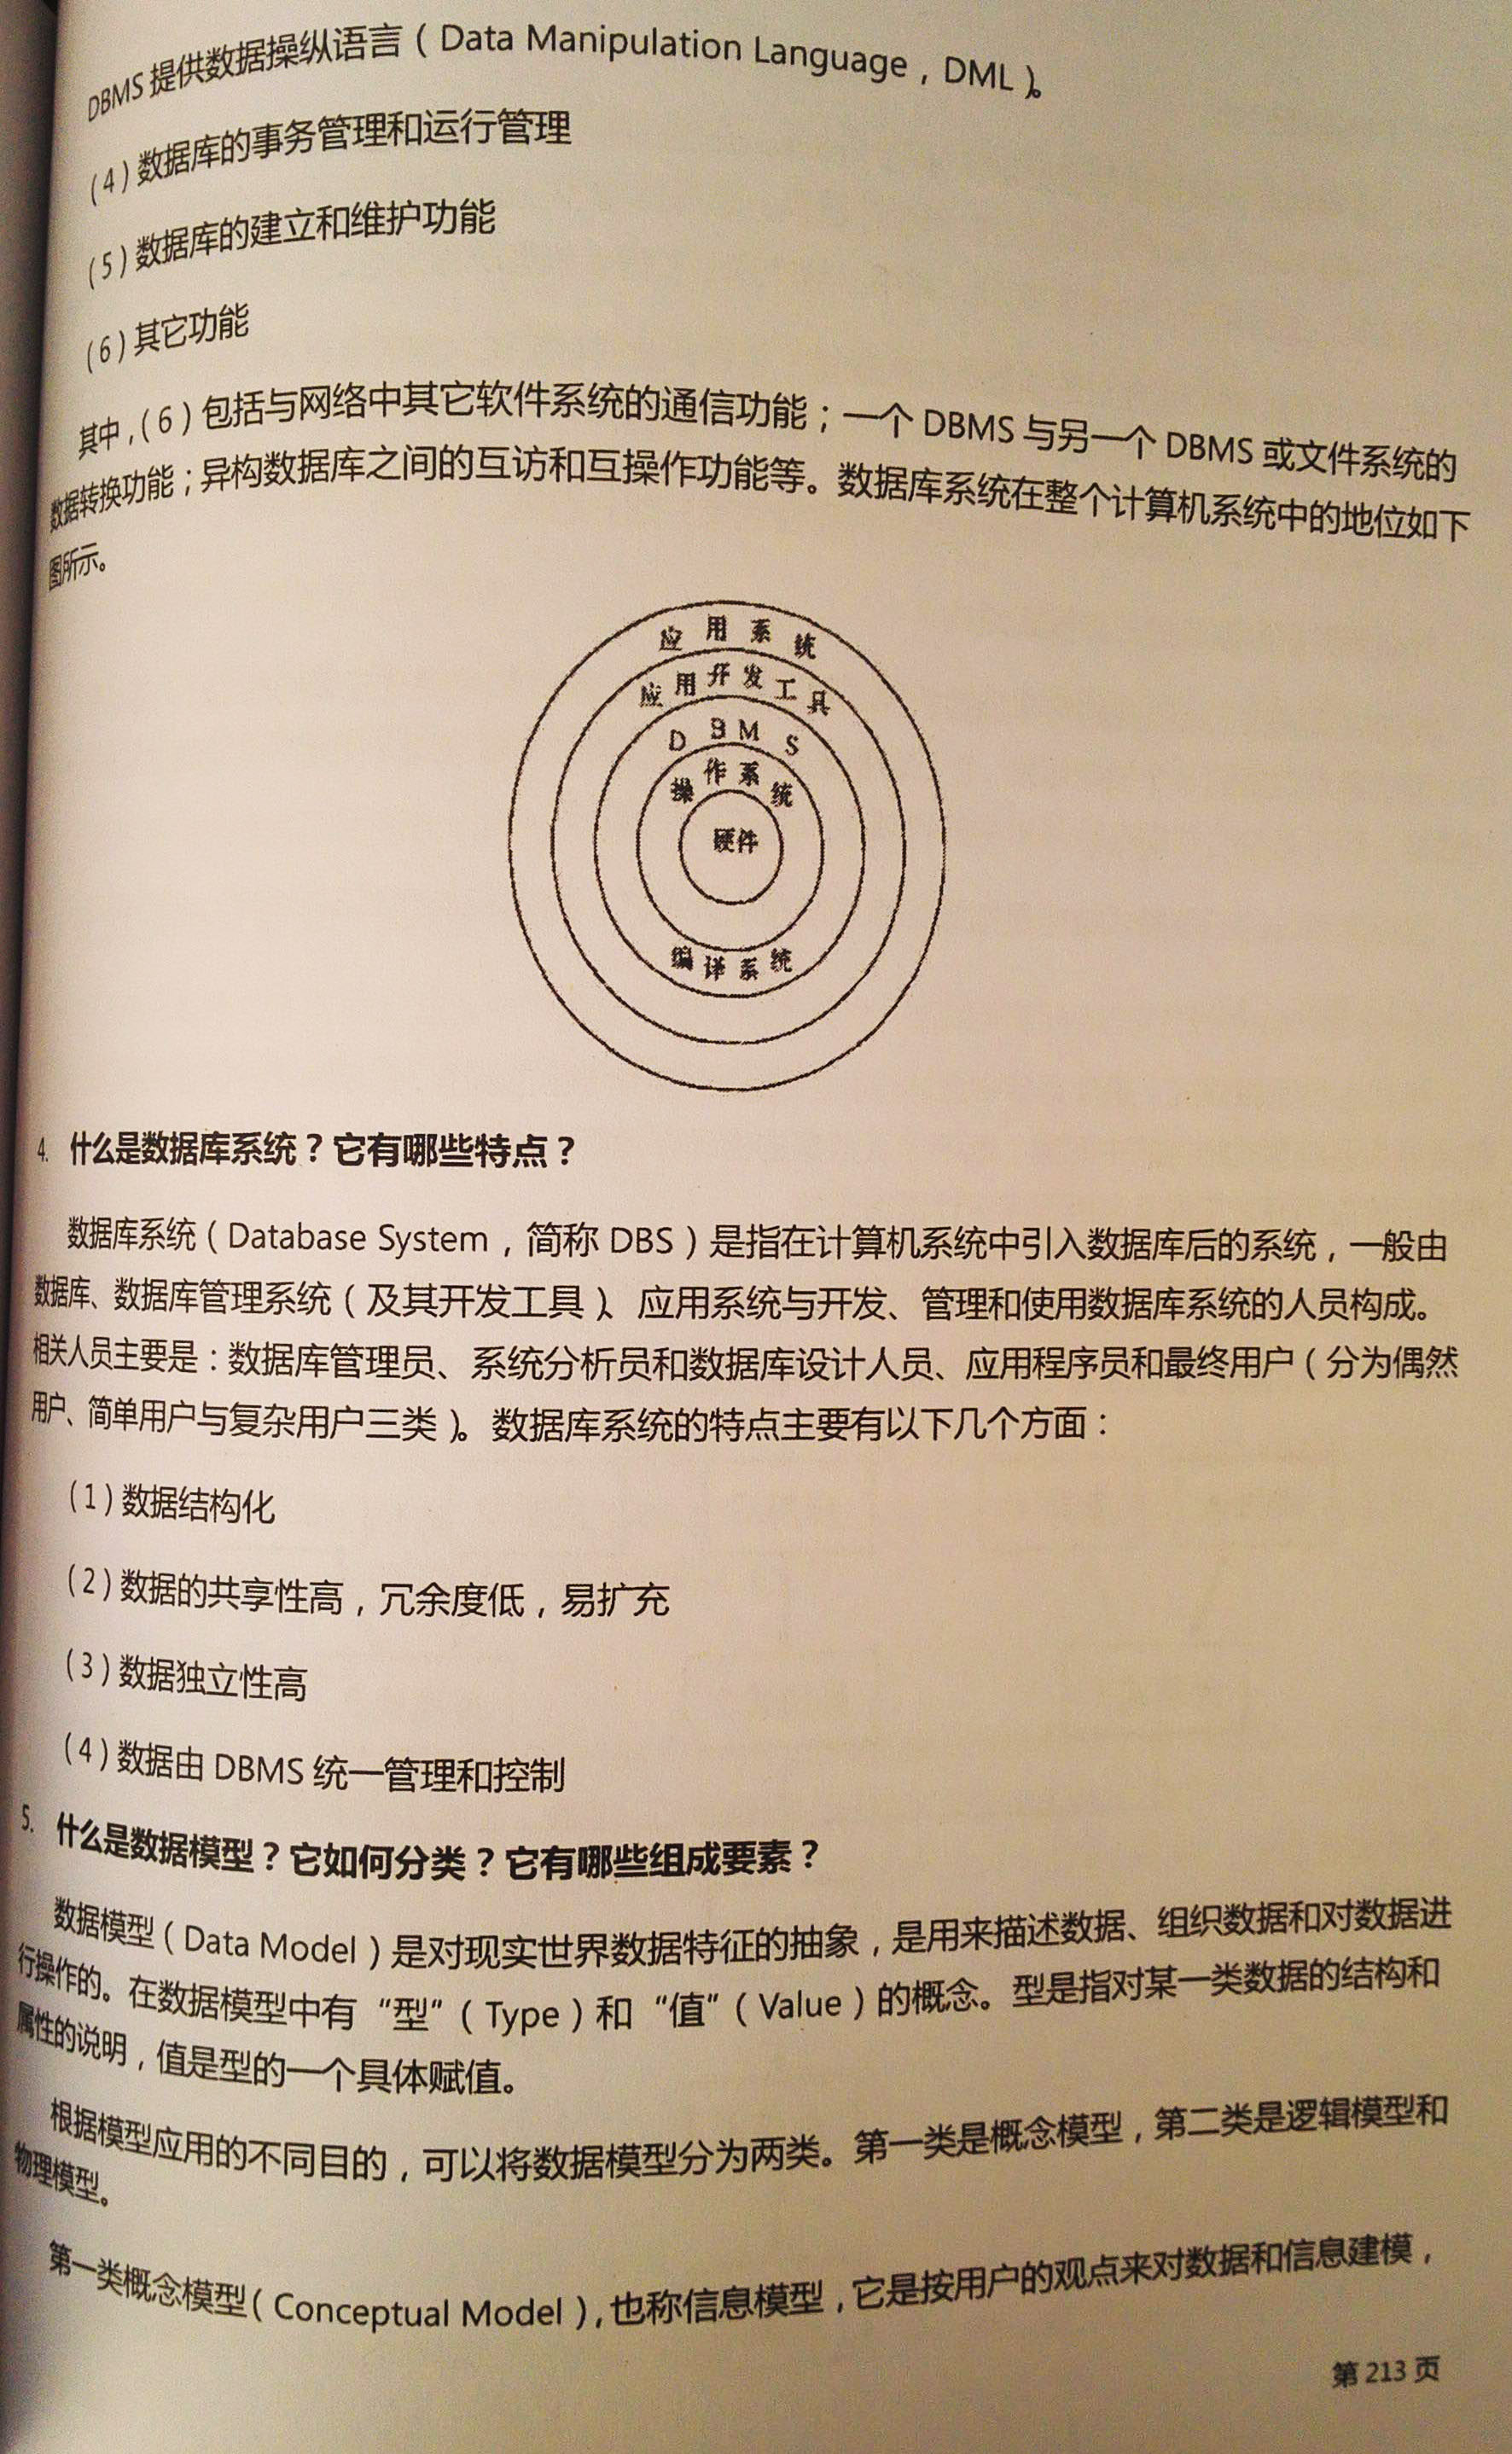 DBMS 提供数据操纵语言（Data Manipulation Language，DML）。
（4）数据库的事务管理和运行管理
（5）数据库的建立和维护功能
（6）其它功能
其中，（6）包括与网络中其它软件系统的通信功能；一个 DBMS 与另一个 DBMS 或文件系统的
数据转换功能；异构数据库之间的互访和互操作功能等。数据库系统在整个计算机系统中的地位如下
图所示。
应用系统
应用开发工具
DBMS
操作系统
硬件
编译系统
4. 什么是数据库系统？它有哪些特点？
数据库系统（Database System，简称 DBS）是指在计算机系统中引入数据库后的系统，一般由
数据库、数据库管理系统（及其开发工具）、应用系统与开发、管理和使用数据库系统的人员构成。
相关人员主要是：数据库管理员、系统分析员和数据库设计人员、应用程序员和最终用户（分为偶然
用户、简单用户与复杂用户三类）。数据库系统的特点主要有以下几个方面：
（1）数据结构化
（2）数据的共享性高，冗余度低，易扩充
（3）数据独立性高
（4）数据由 DBMS 统一管理和控制
5. 什么是数据模型？它如何分类？它有哪些组成要素？
数据模型（Data Model）是对现实世界数据特征的抽象，是用来描述数据、组织数据和对数据进
行操作的。在数据模型中有“型”（Type）和“值”（Value）的概念。型是指对某一类数据的结构和
属性的说明，值是型的一个具体赋值。
根据模型应用的不同目的，可以将数据模型分为两类。第一类是概念模型，第二类是逻辑模型和
物理模型。
第一类概念模型（Conceptual Model），也称信息模型，它是按用户的观点来对数据和信息建模，
第 213 页